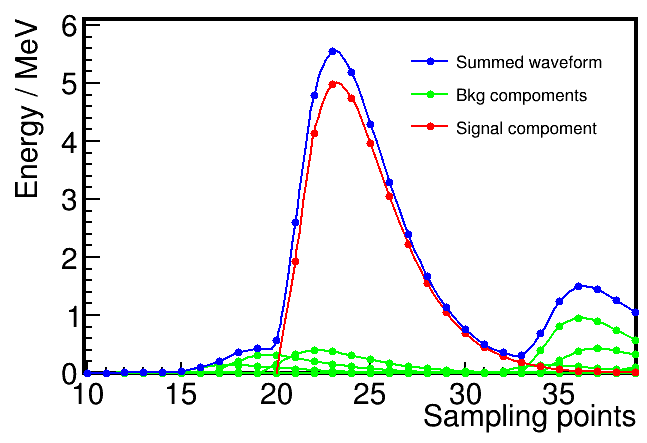 Energy / MeV
6
5
4
3
2
1
0
Summed waveform
Bkg compoments
Signal compoment
10 15 20 25 30 35
Sampling points